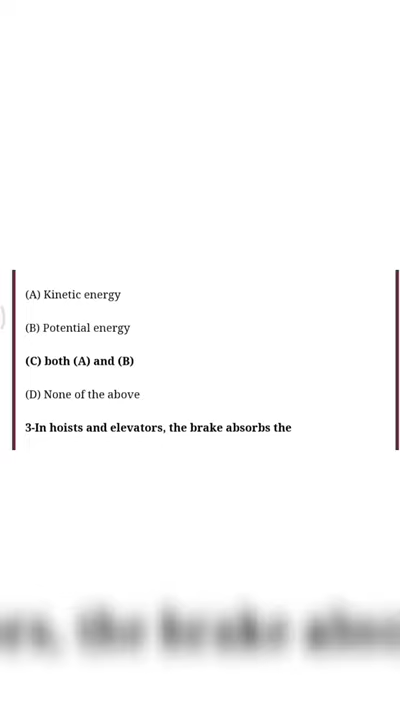 (A) Kinetic energy
(B) Potential energy
(C) both (A) and (B)
(D) None of the above
3-In hoists and elevators, the brake absorbs the